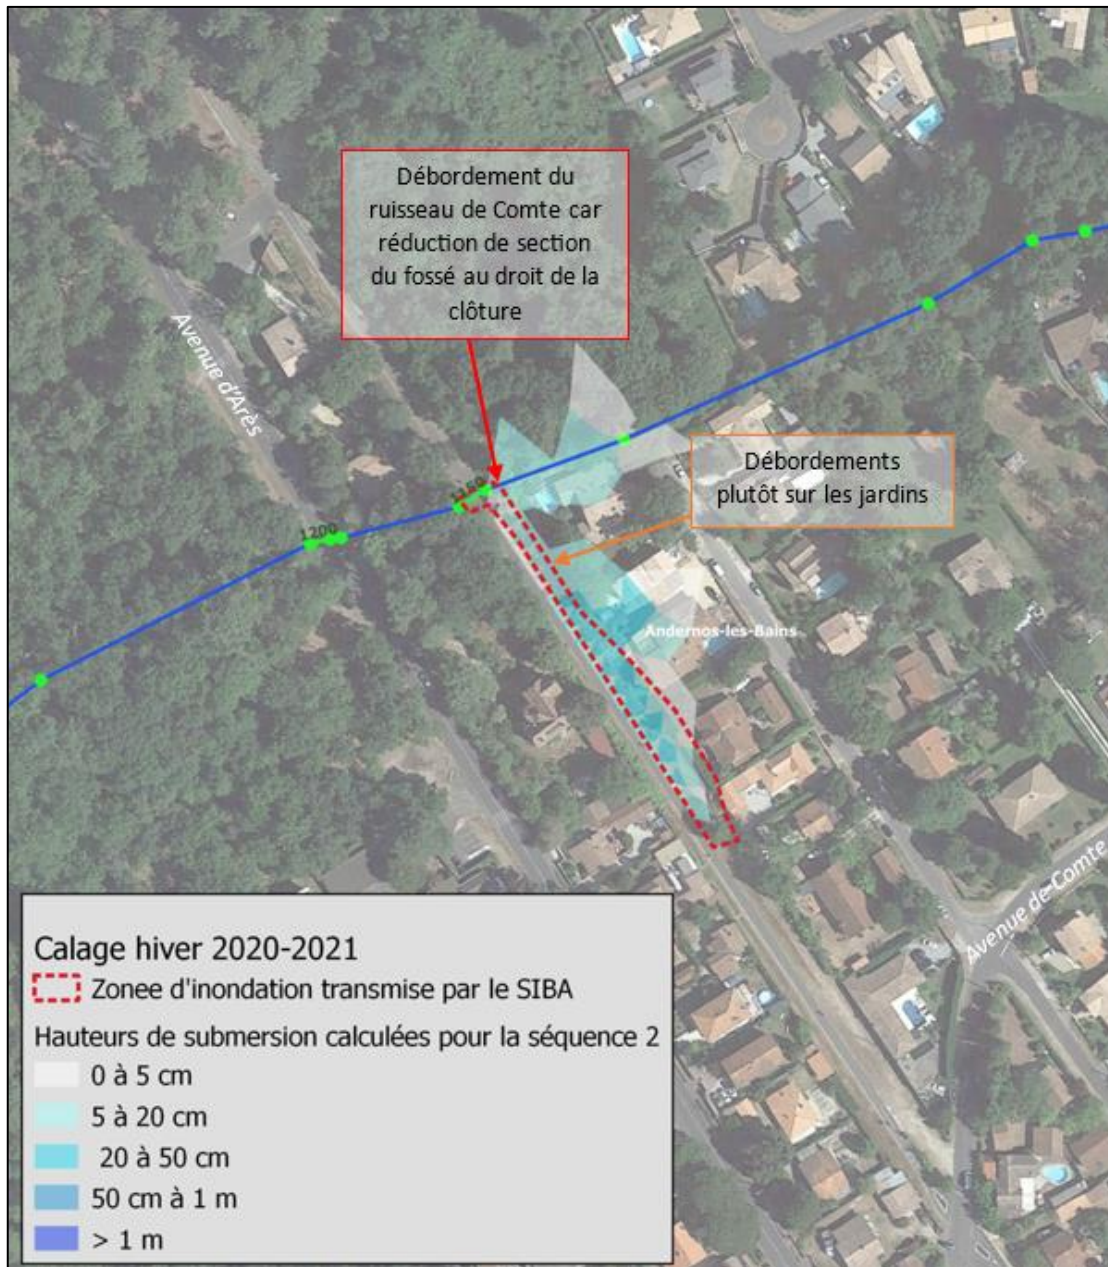 Débordement du
ruisseau de Comte car
réduction de section
du fossé au droit de la
clôture
Avenue d'Arès
Débordements
plutôt sur les jardins
1150
1200
Andernos-les-Bains
Avenue de Comte
Calage hiver 2020-2021
Zonee d'inondation transmise par le SIBA
Hauteurs de submersion calculées pour la séquence 2
0 à 5 cm
5 à 20 cm
20 à 50 cm
50 cm à 1 m
> 1 m